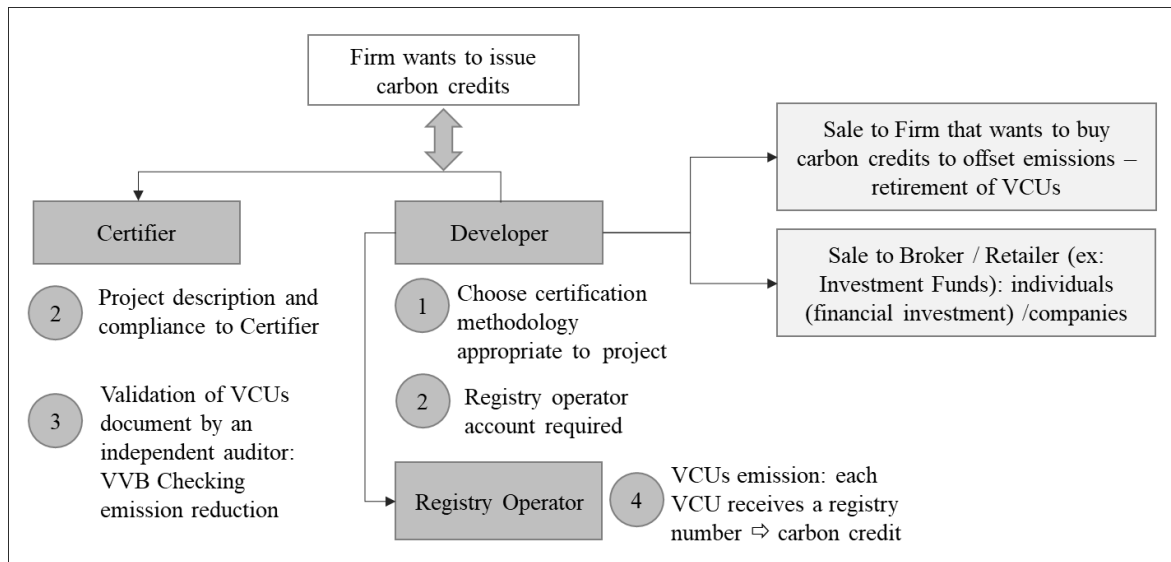 Firm wants to issue
carbon credits
Sale to Firm that wants to buy
carbon credits to offset emissions –
retirement of VCUs
Certifier
Developer
Sale to Broker / Retailer (ex:
Investment Funds): individuals
(financial investment) /companies
2
Project description and
compliance to Certifier
1
Choose certification
methodology
appropriate to project
3
Validation of VCUs
document by an
independent auditor:
VVB Checking
emission reduction
2
Registry operator
account required
Registry Operator
4
VCUs emission: each
VCU receives a registry
number ⇨ carbon credit